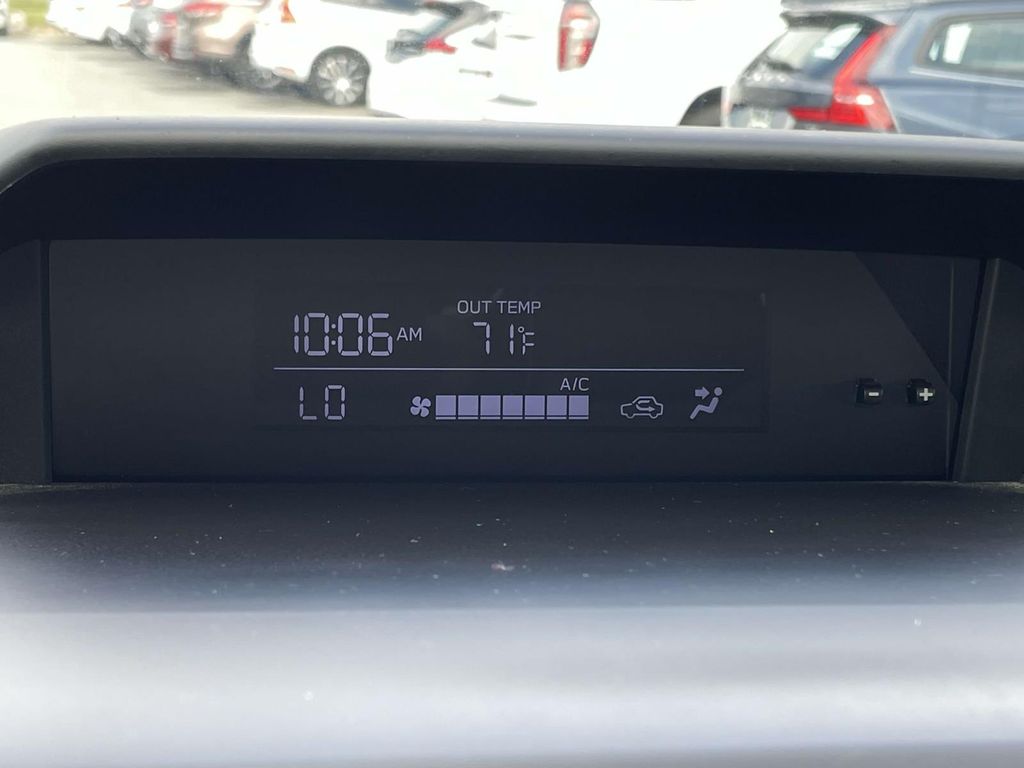 OUT TEMP
10:06 AM 71°F
A/C
LO
- +